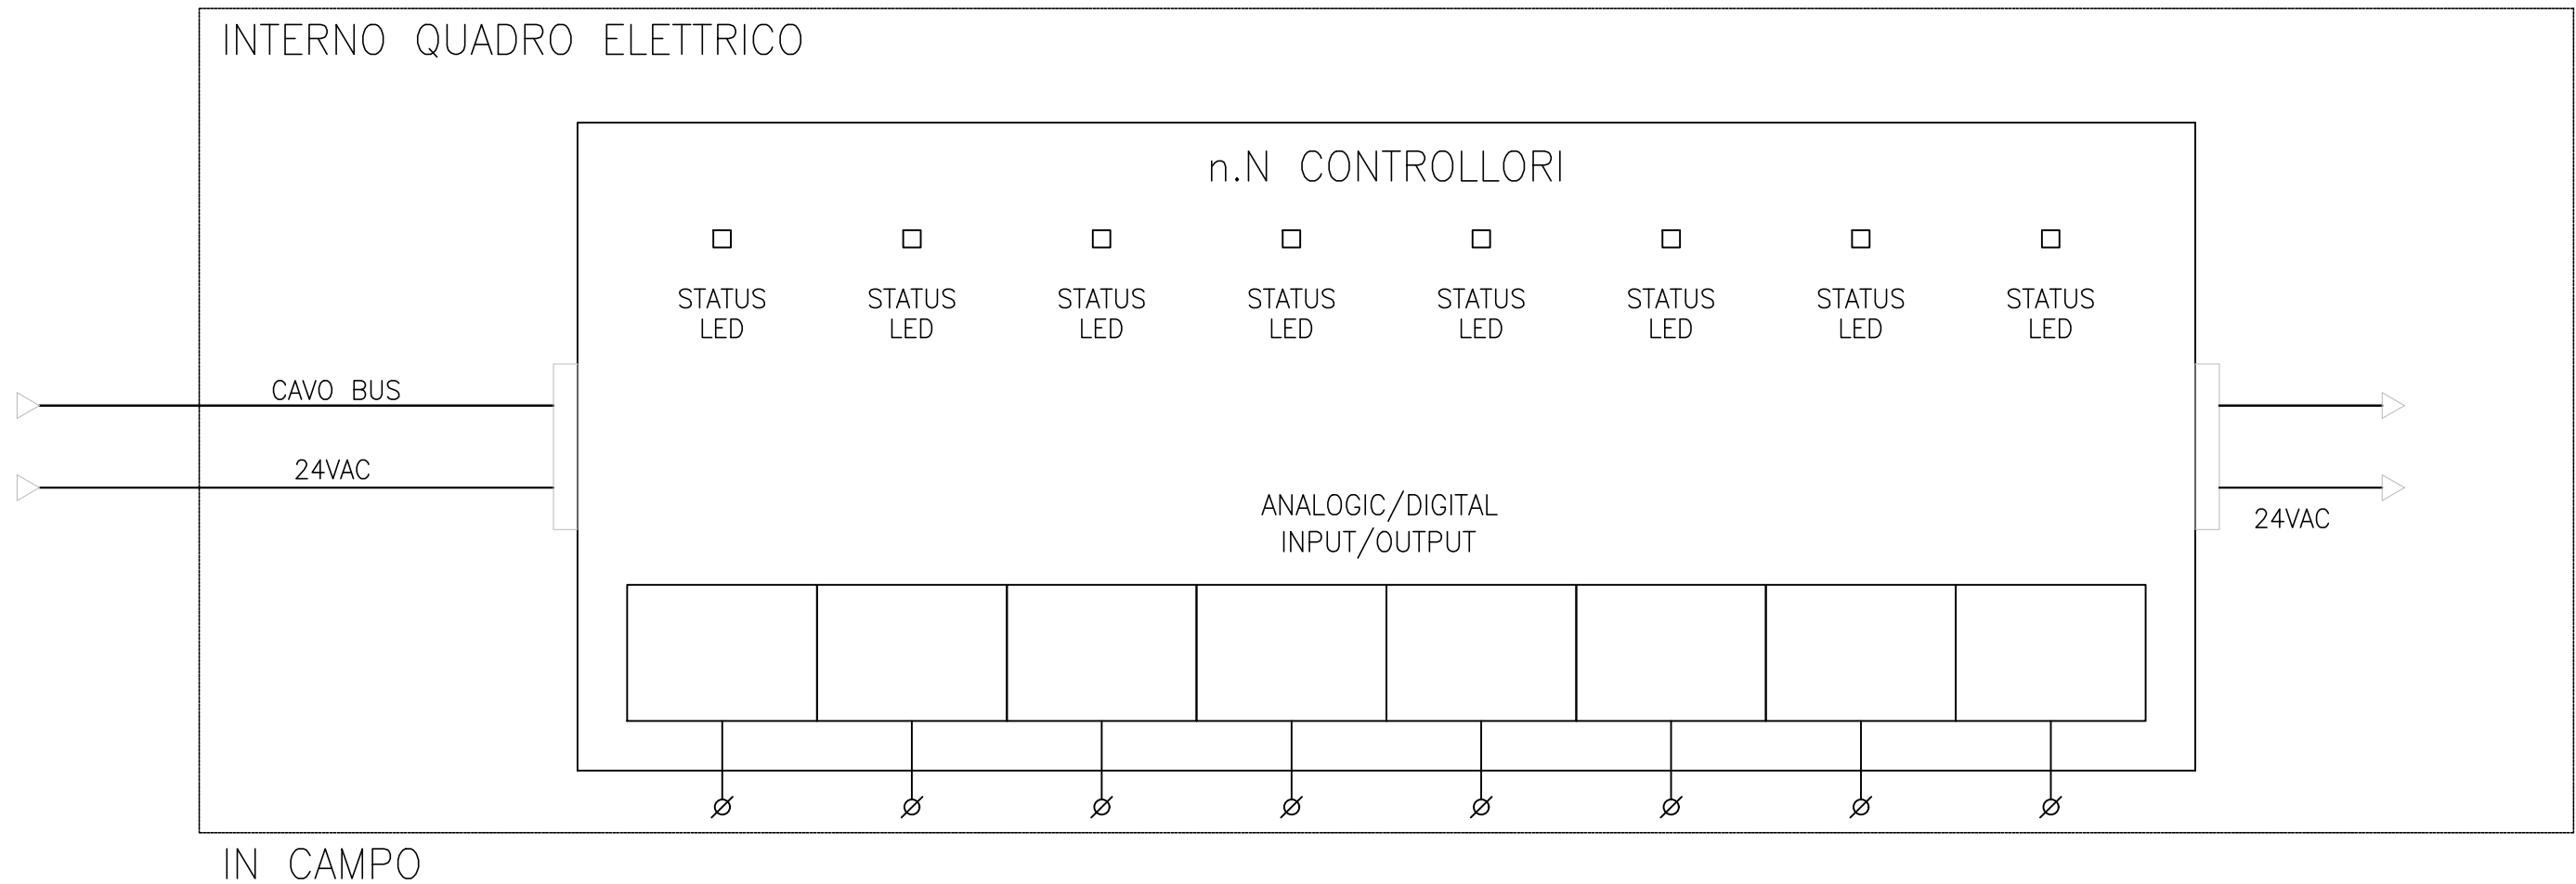 INTERNO QUADRO ELETTRICO
n.N CONTROLLORI
STATUS LED
STATUS LED
STATUS LED
STATUS LED
STATUS LED
STATUS LED
STATUS LED
STATUS LED
CAVO BUS
24VAC
ANALOGIC/DIGITAL
INPUT/OUTPUT
24VAC
IN CAMPO